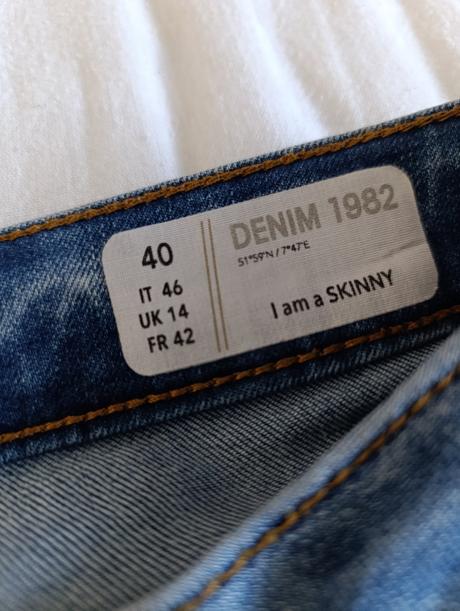 40
IT 46
UK 14
FR 42
DENIM 1982
51°59'N / 7°47'E
I am a SKINNY